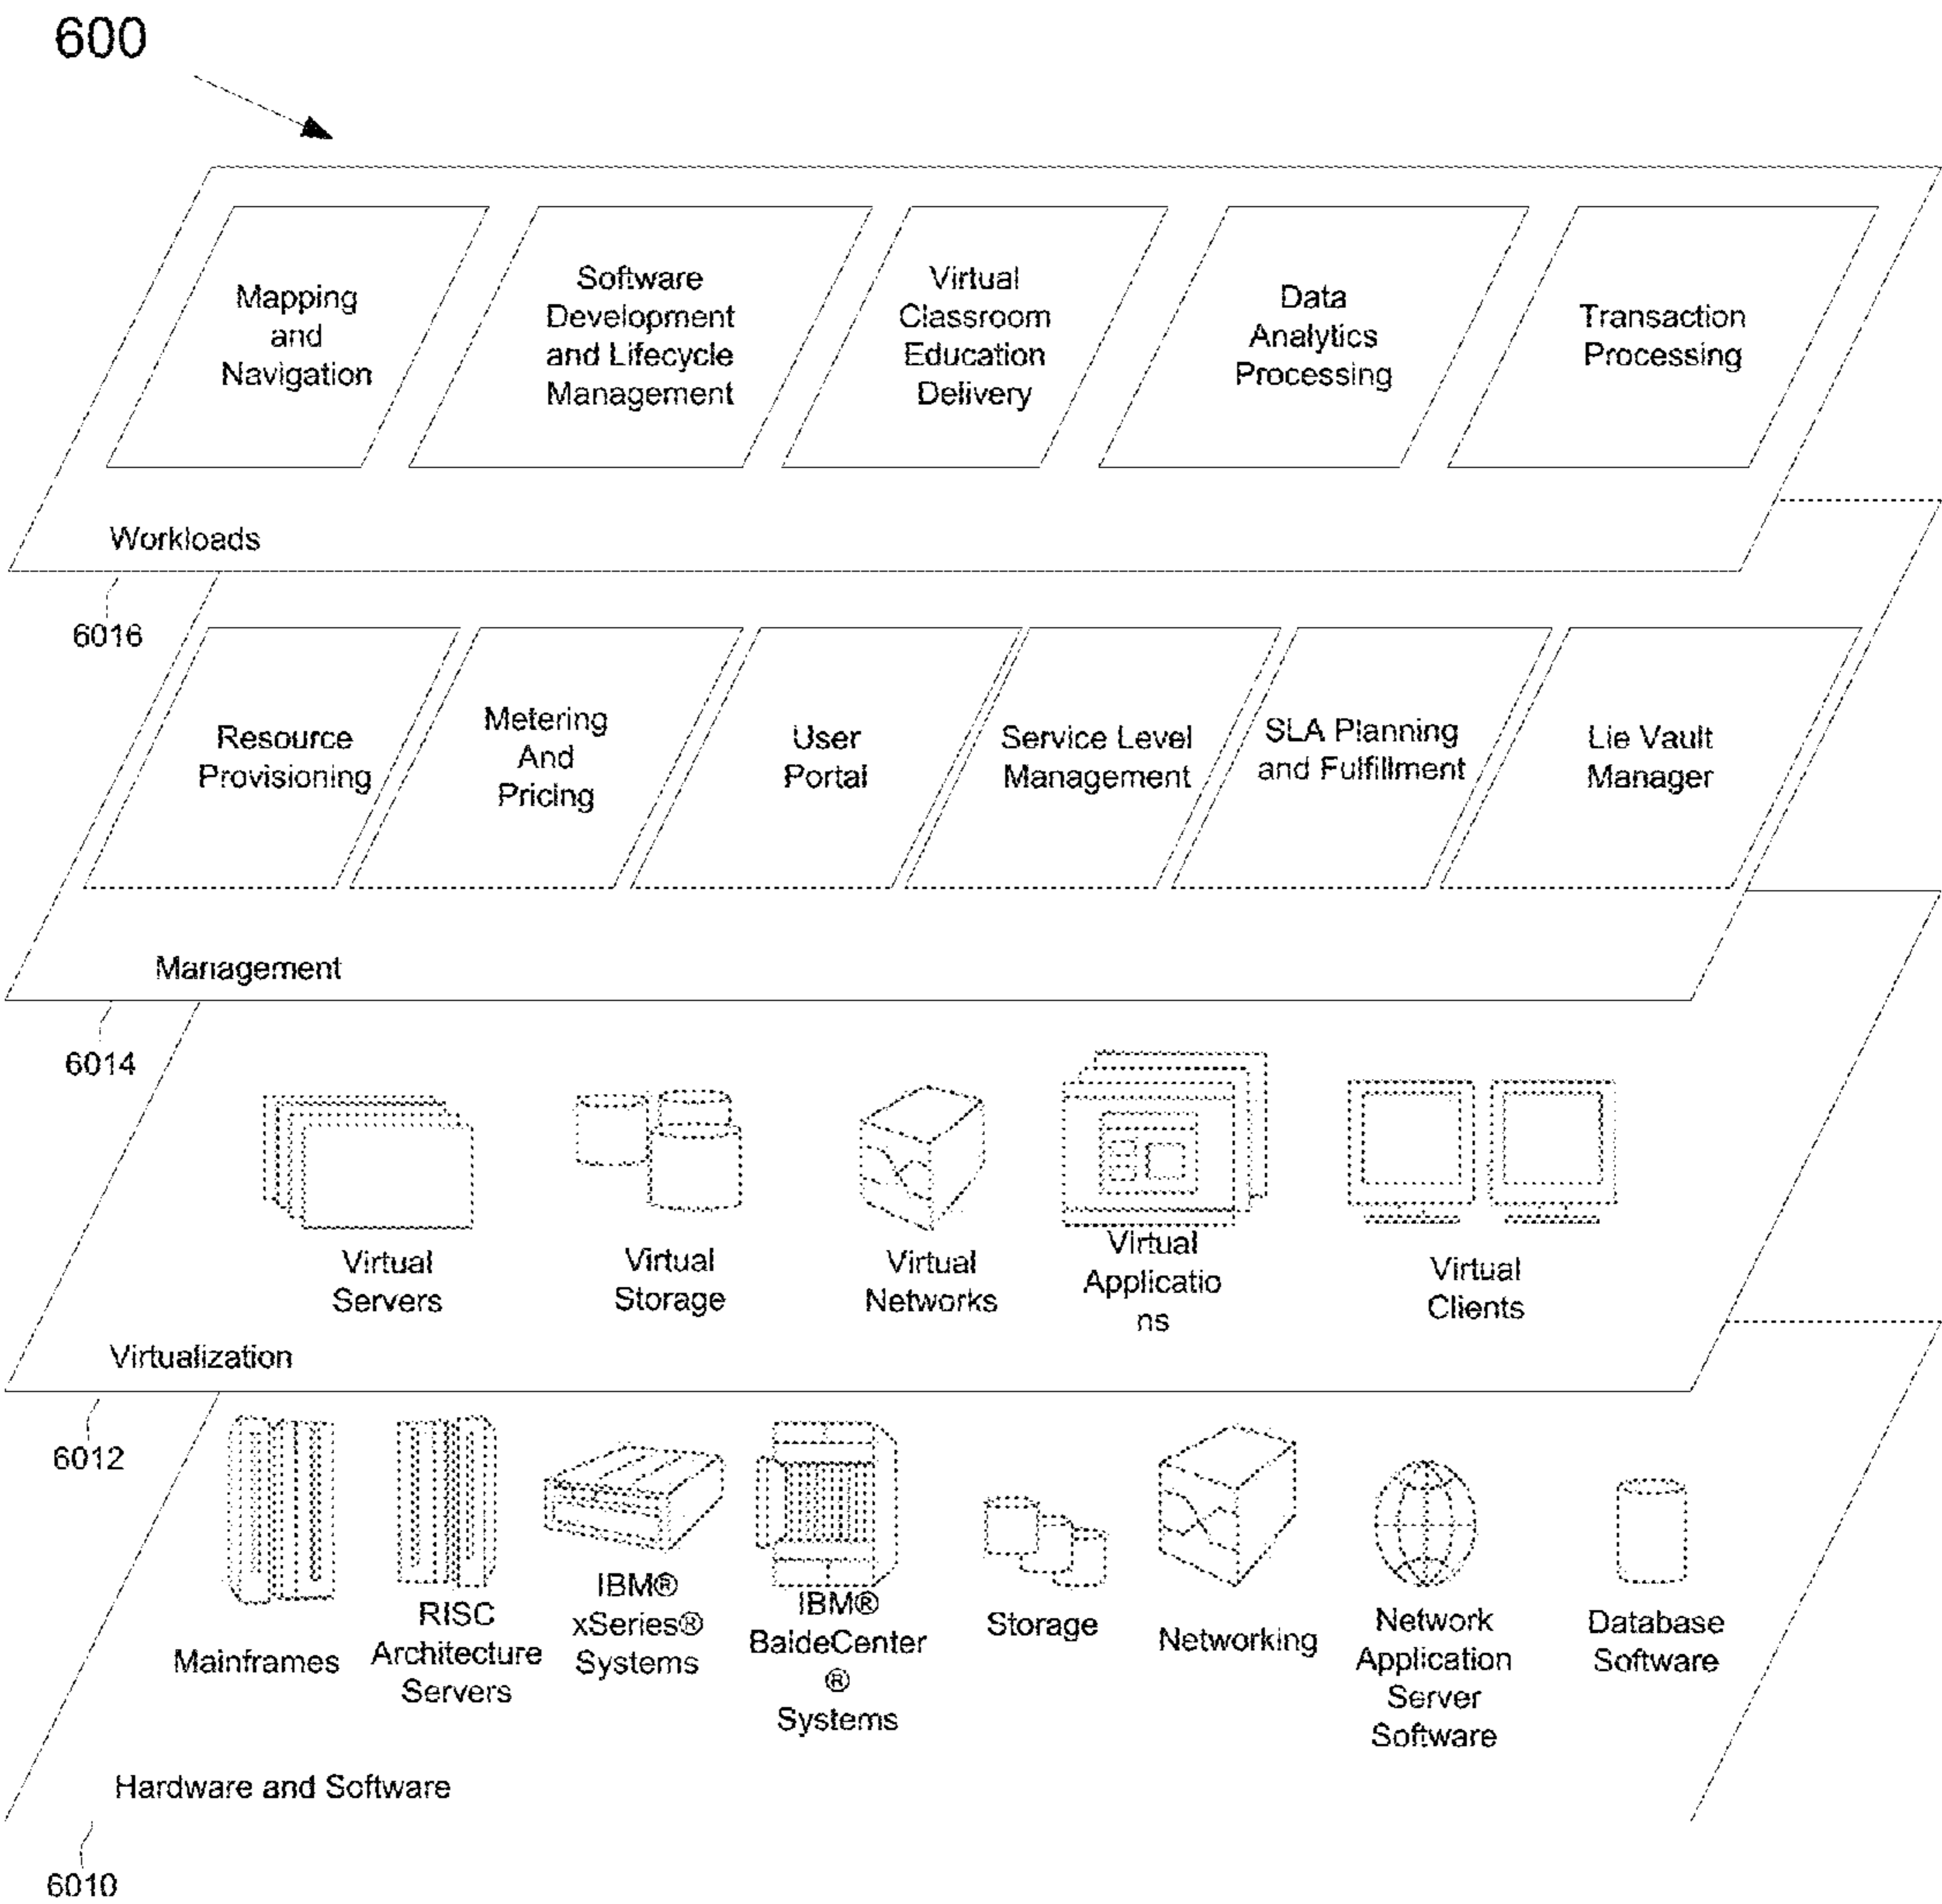 600
Mapping
and
Navigation
Software
Development
and Lifecycle
Management
Virtual
Classroom
Education
Delivery
Data
Analytics
Processing
Transaction
Processing
Workloads
6016
Resource
Provisioning
Metering
And
Pricing
User
Portal
Service Level
Management
SLA Planning
and Fulfillment
Lie Vault
Manager
Management
6014
Virtual
Servers
Virtual
Storage
Virtual
Networks
Virtual
Applicatio
ns
Virtual
Clients
Virtualization
6012
Mainframes
RISC
Architecture
Servers
IBM®
xSeries®
Systems
IBM®
BaldeCenter
®
Systems
Storage
Networking
Network
Application
Server
Software
Database
Software
Hardware and Software
6010